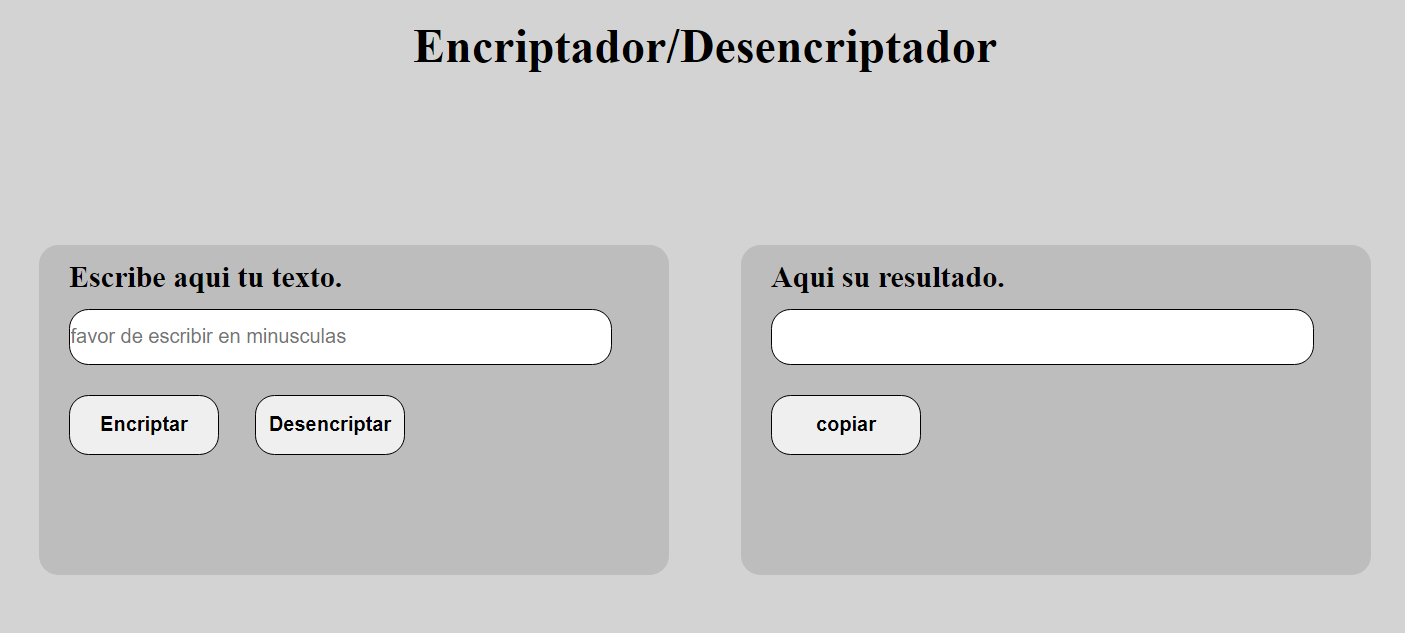 Encriptador/Desencriptador
Escribe aqui tu texto.
favor de escribir en minusculas
Encriptar
Desencriptar
Aqui su resultado.
copiar